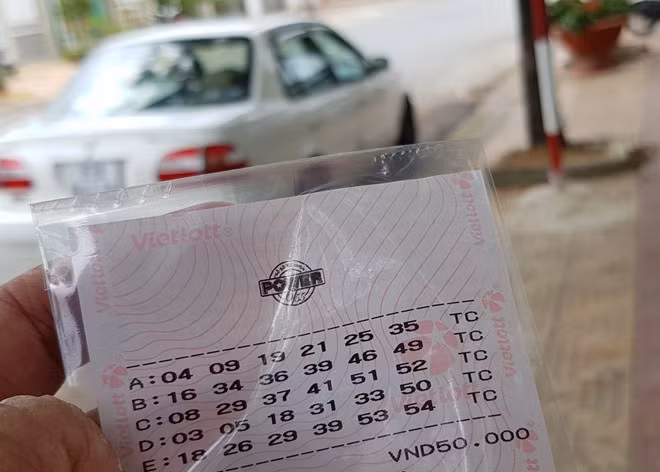 Vietlott®
POWER
A:04 09 19 21 25 35 TC
B:16 34 36 39 46 49 TC
C:08 29 37 41 51 52 TC
D:03 05 18 31 33 50 TC
E:18 26 29 39 53 54 TC
VND50.000